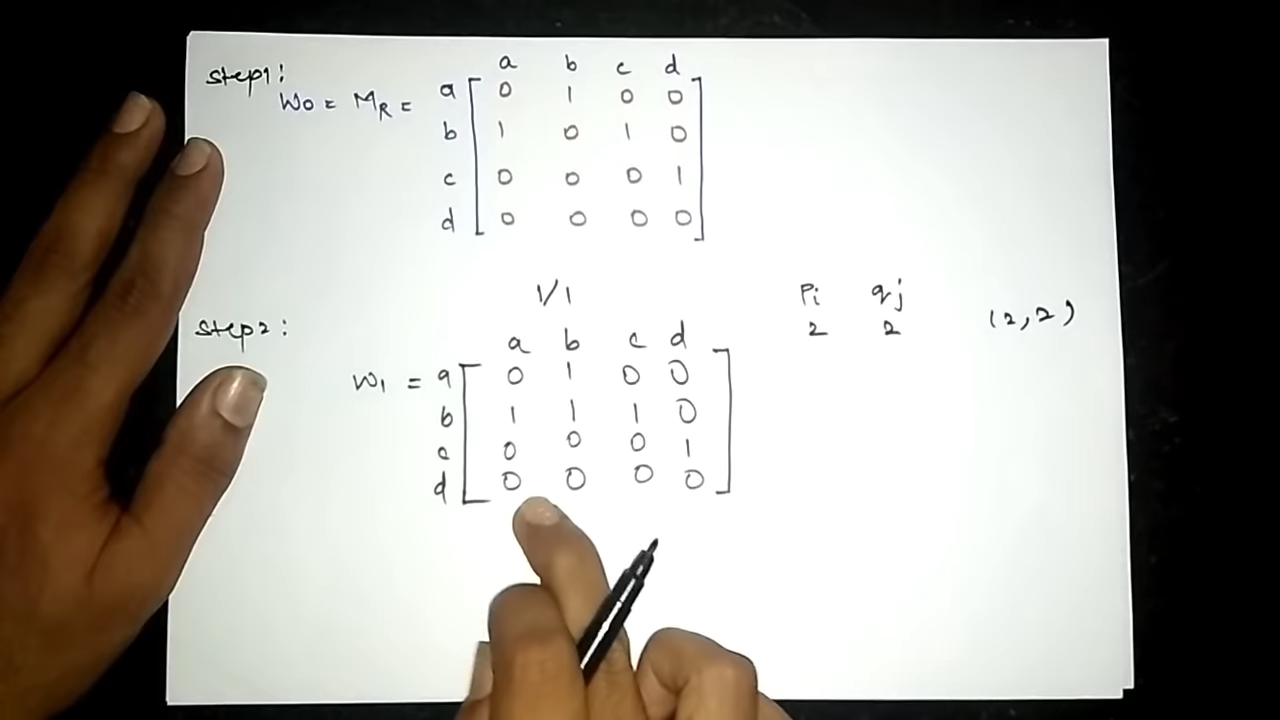 Step1:
a b c d
W0 = MR = a [ 0 1 0 0
b 1 0 1 0
c 0 0 0 1
d 0 0 0 0 ]
1/1 Pi qj
Step2: 2 2 (2,2)
a b c d
W1 = a [ 0 1 0 0
b 1 1 1 0
c 0 0 0 1
d 0 0 0 0 ]